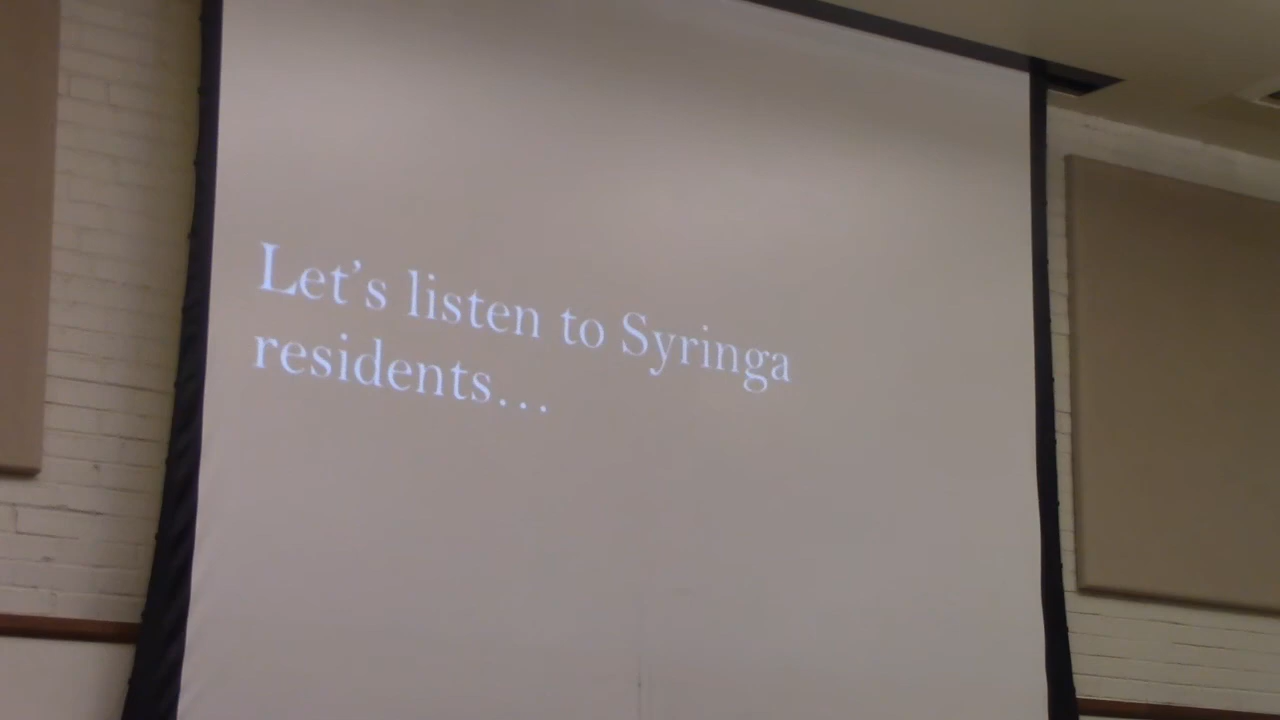 Let’s listen to Syringa
residents…